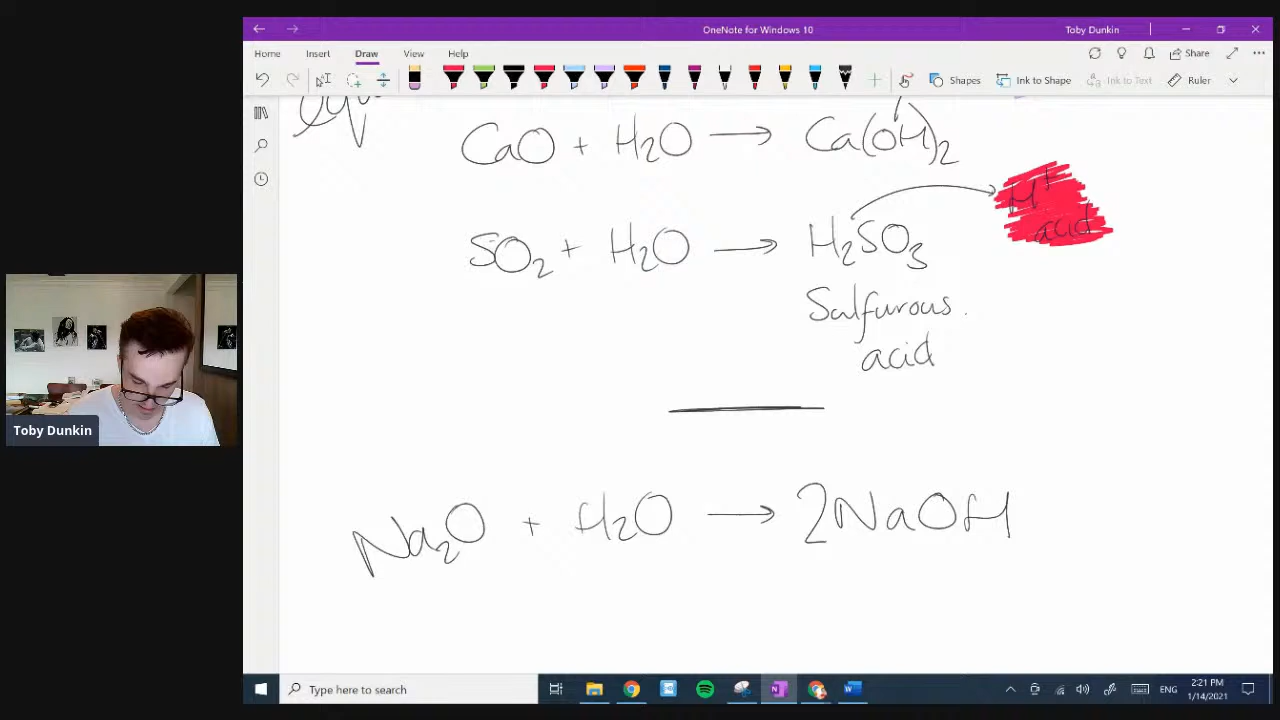 OneNote for Windows 10
Toby Dunkin
Home Insert Draw View Help
Share
Shapes
Ink to Shape
Ink to Text
Ruler
CaO + H2O → Ca(OH)2
H+
acid
SO2 + H2O → H2SO3
Sulfurous
acid
Toby Dunkin
Na2O + H2O → 2NaOH
Type here to search
ENG
2:21 PM
1/14/2021